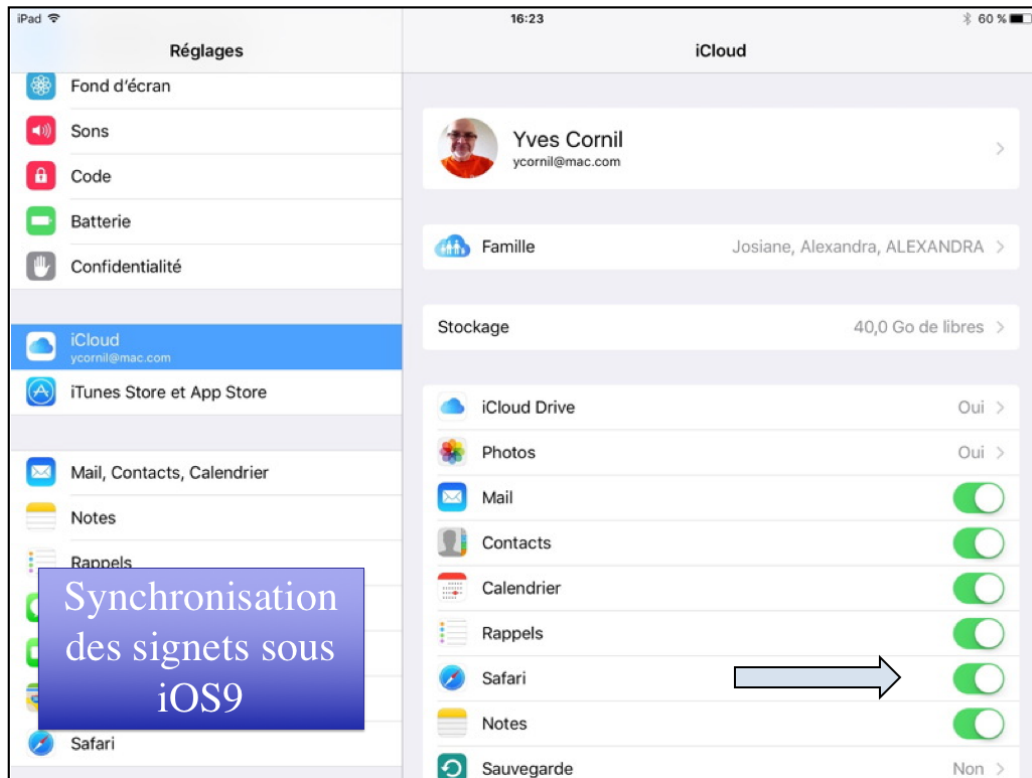 iPad
16:23
60 %
Réglages
iCloud
Fond d'écran
Sons
Code
Batterie
Confidentialité
iCloud
ycornil@mac.com
iTunes Store et App Store
Mail, Contacts, Calendrier
Notes
Rappels
Synchronisation
des signets sous
iOS9
Safari
Yves Cornil
ycornil@mac.com
Famille Josiane, Alexandra, ALEXANDRA
Stockage 40,0 Go de libres
iCloud Drive Oui
Photos Oui
Mail
Contacts
Calendrier
Rappels
Safari
Notes
Sauvegarde Non